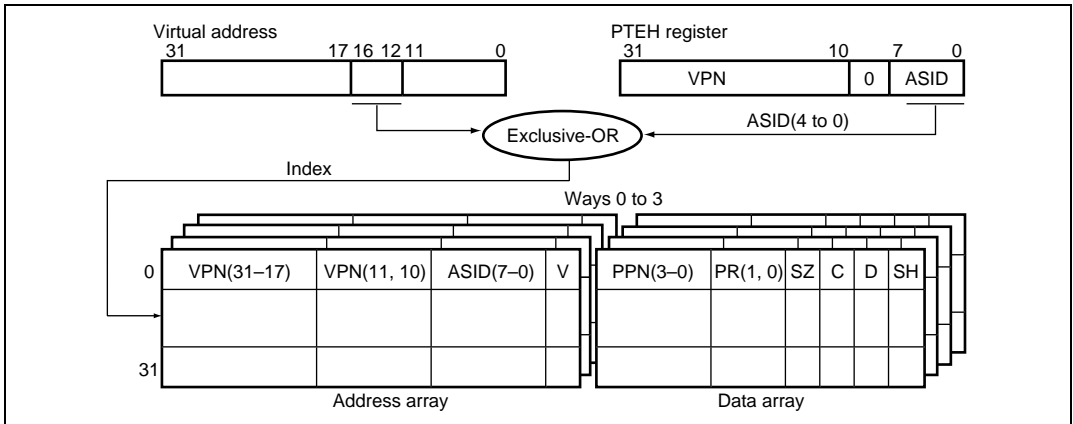 Virtual address
31 17 16 12 11 0
PTEH register
31 10 7 0
VPN 0 ASID
Exclusive-OR
ASID(4 to 0)
Index
Ways 0 to 3
0 VPN(31–17) VPN(11, 10) ASID(7–0) V
PPN(3–0) PR(1, 0) SZ C D SH
31
Address array
Data array